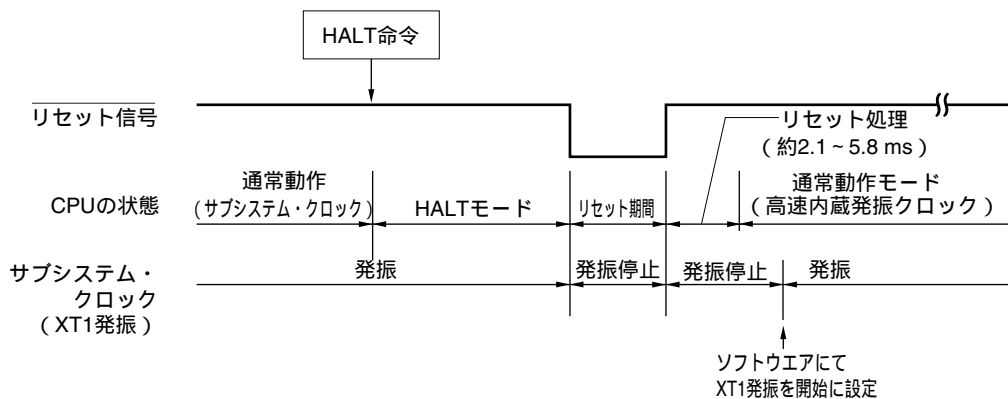 HALT命令
リセット信号
リセット処理
（約2.1～5.8 ms）
CPUの状態
通常動作
（サブシステム・クロック）
HALTモード
リセット期間
通常動作モード
（高速内蔵発振クロック）
サブシステム・
クロック
（XT1発振）
発振
発振停止
発振停止
発振
ソフトウエアにて
XT1発振を開始に設定